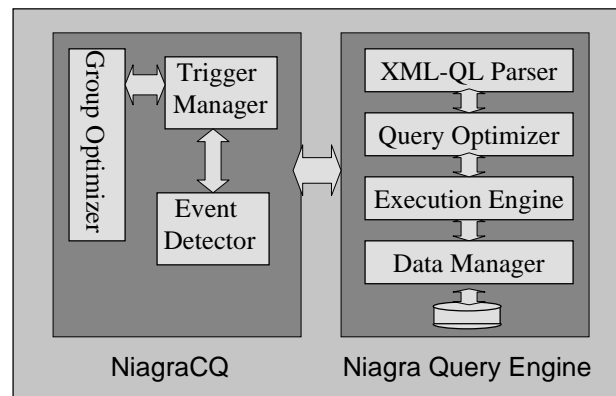 Group Optimizer
Trigger
Manager
Event
Detector
NiagraCQ
XML-QL Parser
Query Optimizer
Execution Engine
Data Manager
Niagra Query Engine